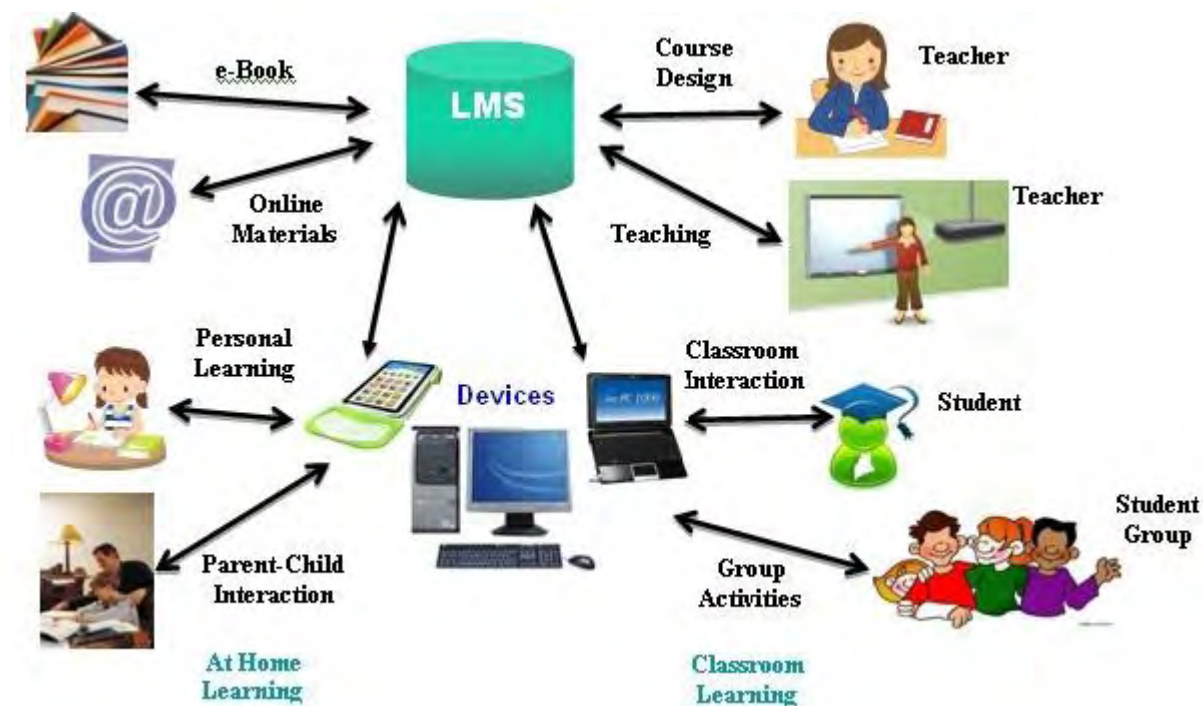 e-Book
LMS
Course
Design
Teacher
Online
Materials
Teaching
Teacher
Personal
Learning
Devices
Classroom
Interaction
Student
Parent-Child
Interaction
Group
Activities
Student
Group
At Home
Learning
Classroom
Learning